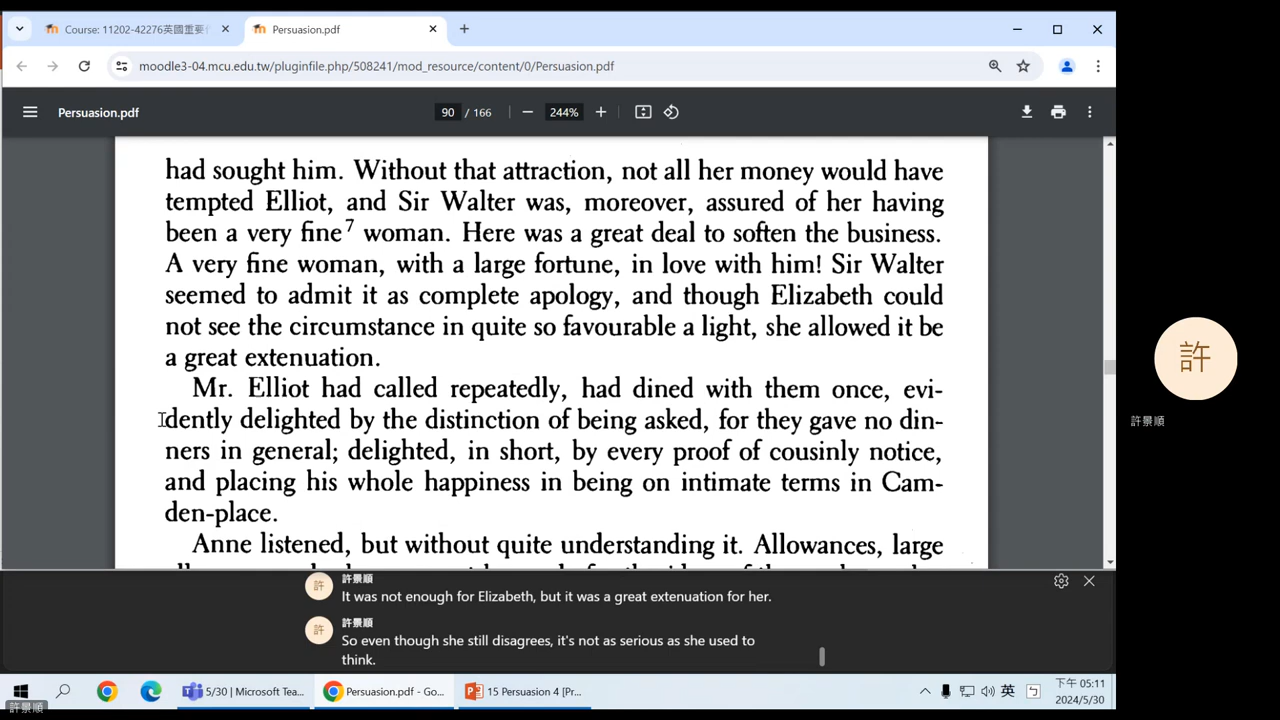 Course: 11202-42276英國重要
Persuasion.pdf
moodle3-04.mcu.edu.tw/pluginfile.php/508241/mod_resource/content/0/Persuasion.pdf
Persuasion.pdf
90 / 166
244%
had sought him. Without that attraction, not all her money would have
tempted Elliot, and Sir Walter was, moreover, assured of her having
been a very fine7 woman. Here was a great deal to soften the business.
A very fine woman, with a large fortune, in love with him! Sir Walter
seemed to admit it as complete apology, and though Elizabeth could
not see the circumstance in quite so favourable a light, she allowed it be
a great extenuation.
Mr. Elliot had called repeatedly, had dined with them once, evi-
dently delighted by the distinction of being asked, for they gave no din-
ners in general; delighted, in short, by every proof of cousinly notice,
and placing his whole happiness in being on intimate terms in Cam-
den-place.
Anne listened, but without quite understanding it. Allowances, large
許
許景順
許
許景順
It was not enough for Elizabeth, but it was a great extenuation for her.
許
許景順
So even though she still disagrees, it's not as serious as she used to
think.
5/30 | Microsoft Tea...
Persuasion.pdf - Go...
15 Persuasion 4 [Pr...
英
下午 05:11
2024/5/30
許景順